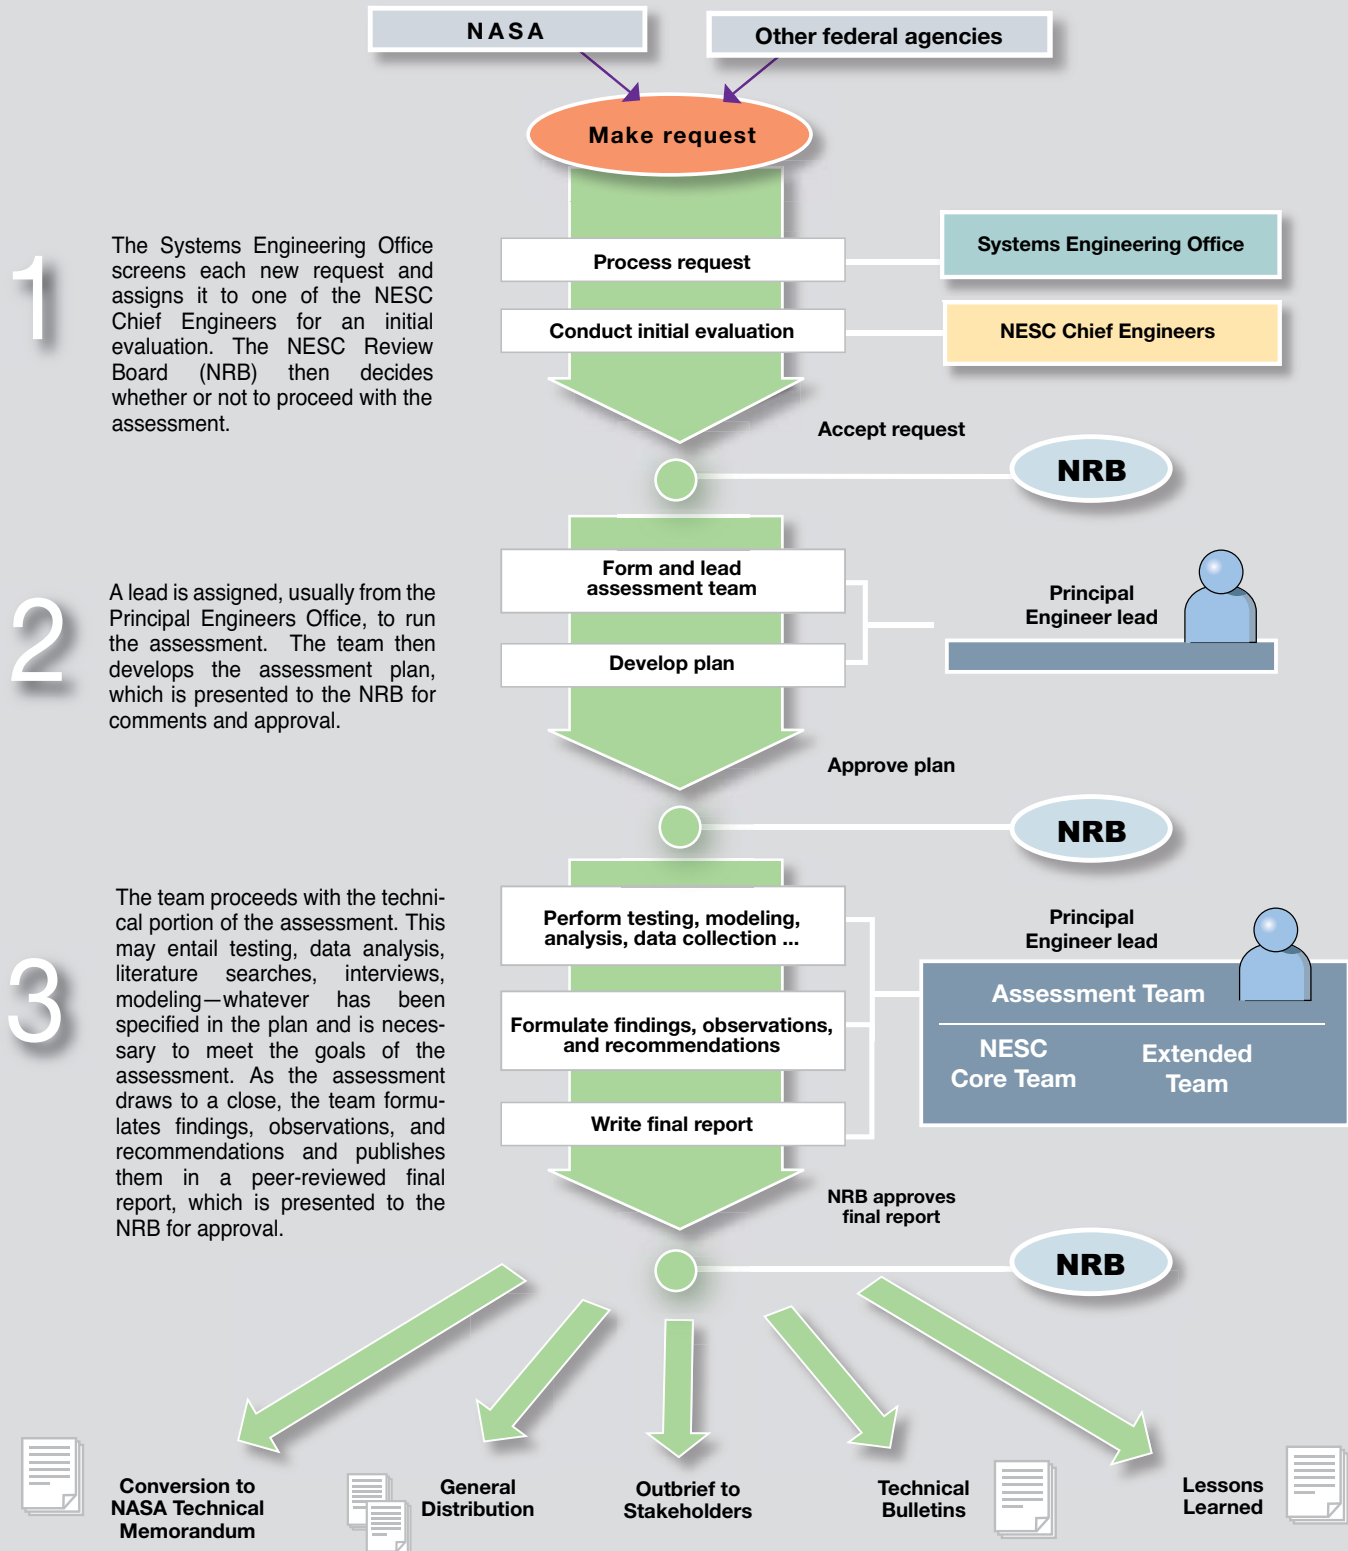 NASA
Other federal agencies
Make request
1
The Systems Engineering Office
screens each new request and
assigns it to one of the NESC
Chief Engineers for an initial
evaluation. The NESC Review
Board (NRB) then decides
whether or not to proceed with the
assessment.
Process request
Systems Engineering Office
Conduct initial evaluation
NESC Chief Engineers
Accept request
NRB
2
A lead is assigned, usually from the
Principal Engineers Office, to run
the assessment. The team then
develops the assessment plan,
which is presented to the NRB for
comments and approval.
Form and lead
assessment team
Develop plan
Principal
Engineer lead
Approve plan
NRB
3
The team proceeds with the techni-
cal portion of the assessment. This
may entail testing, data analysis,
literature searches, interviews,
modeling—whatever has been
specified in the plan and is neces-
sary to meet the goals of the
assessment. As the assessment
draws to a close, the team formu-
lates findings, observations, and
recommendations and publishes
them in a peer-reviewed final
report, which is presented to the
NRB for approval.
Perform testing, modeling,
analysis, data collection ...
Formulate findings, observations,
and recommendations
Write final report
Principal
Engineer lead
Assessment Team
NESC
Core Team
Extended
Team
NRB approves
final report
NRB
Conversion to
NASA Technical
Memorandum
General
Distribution
Outbrief to
Stakeholders
Technical
Bulletins
Lessons
Learned